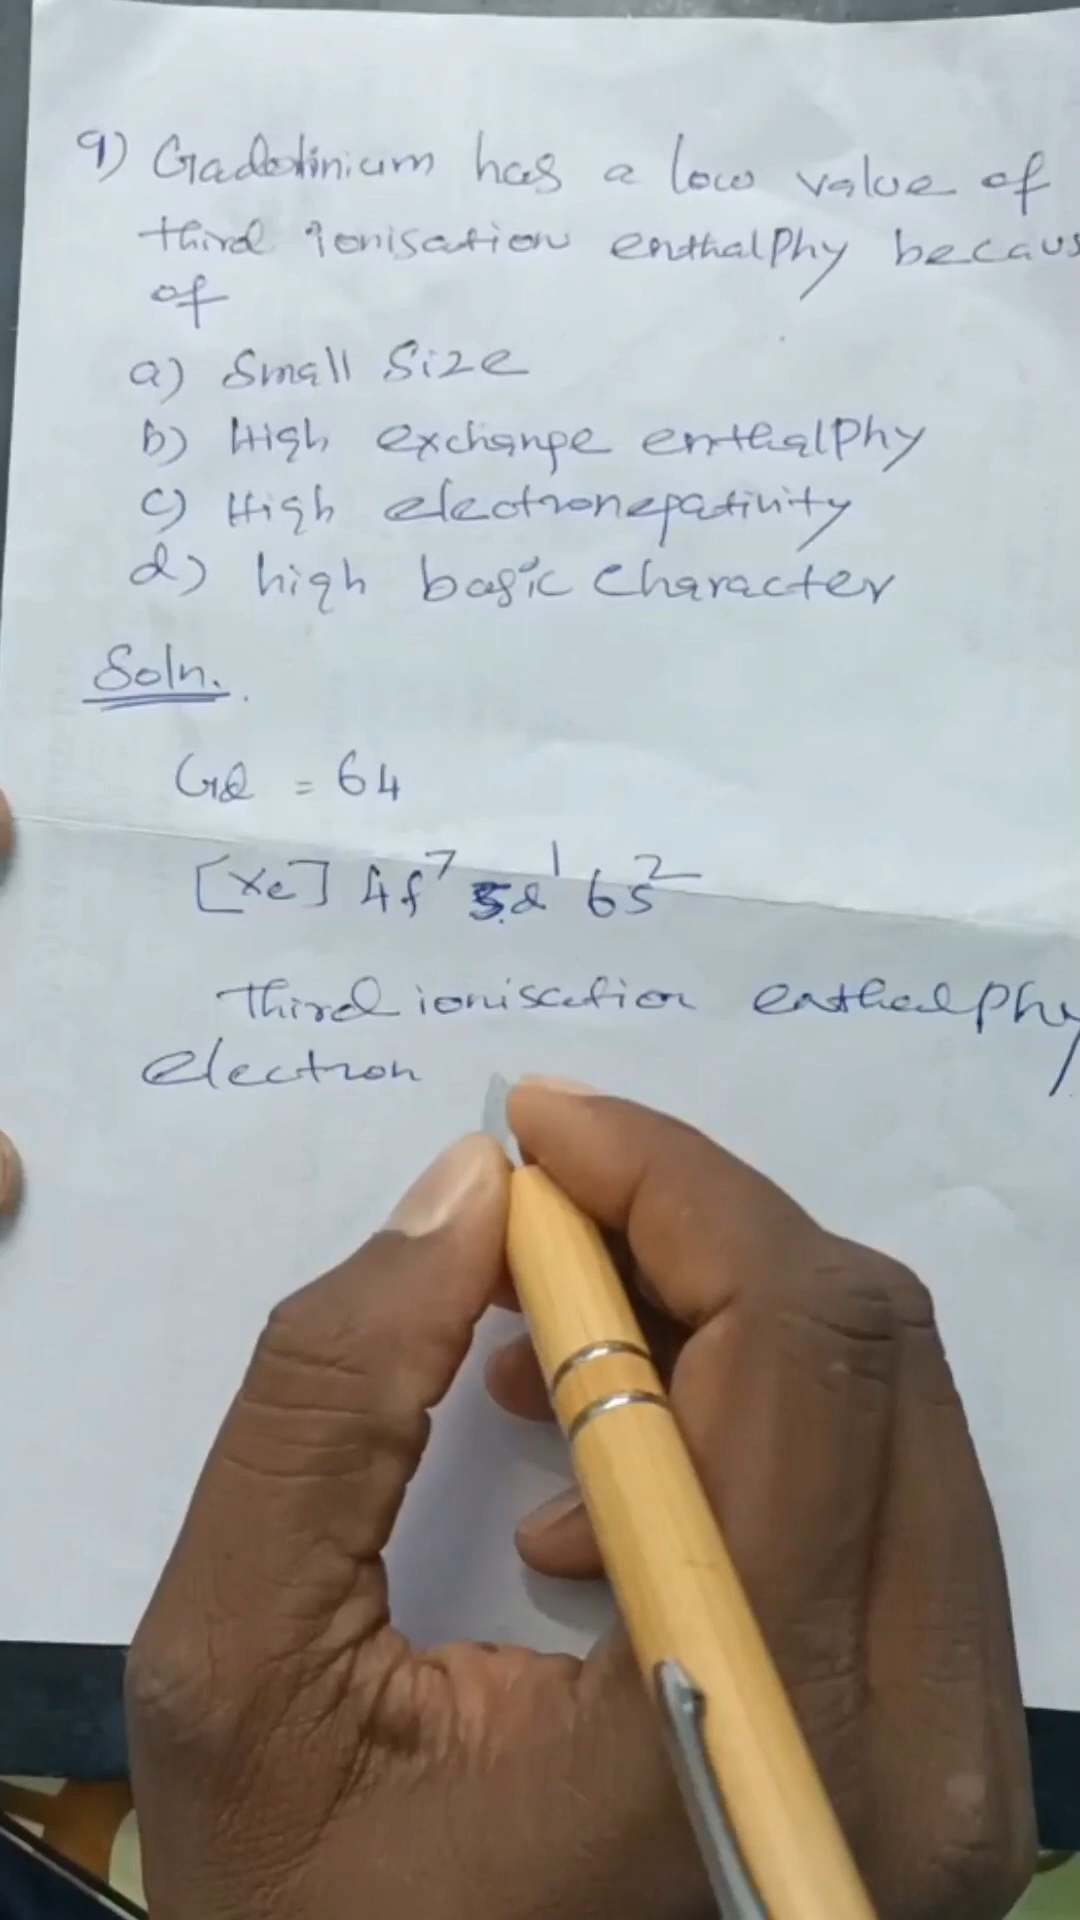 9) Gadolinium has a low value of
third ionisation enthalphy becaus
of
a) Small Size
b) High exchange enthalphy
c) High electronegativity
d) high basic Character
Soln.
Gd = 64
[Xe] 4f⁷ 5d¹ 6s²
Third ionisation enthalphy
electron